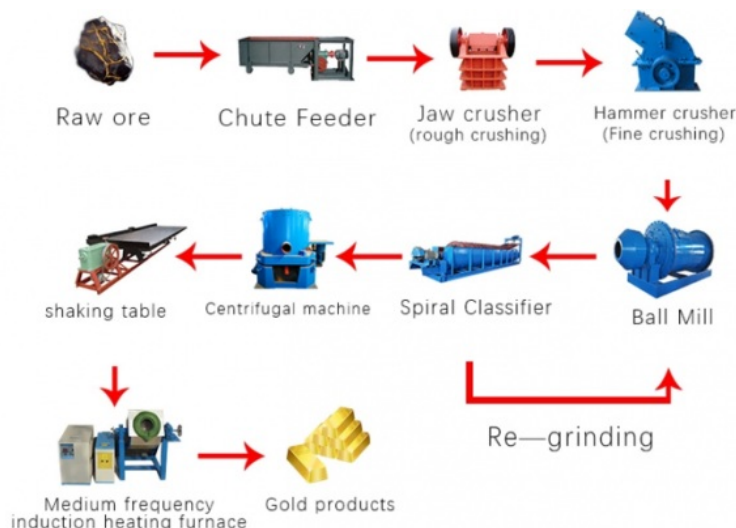 Raw ore
Chute Feeder
Jaw crusher
(rough crushing)
Hammer crusher
(Fine crushing)
shaking table
Centrifugal machine
Spiral Classifier
Ball Mill
Re—grinding
Medium frequency
induction heating furnace
Gold products